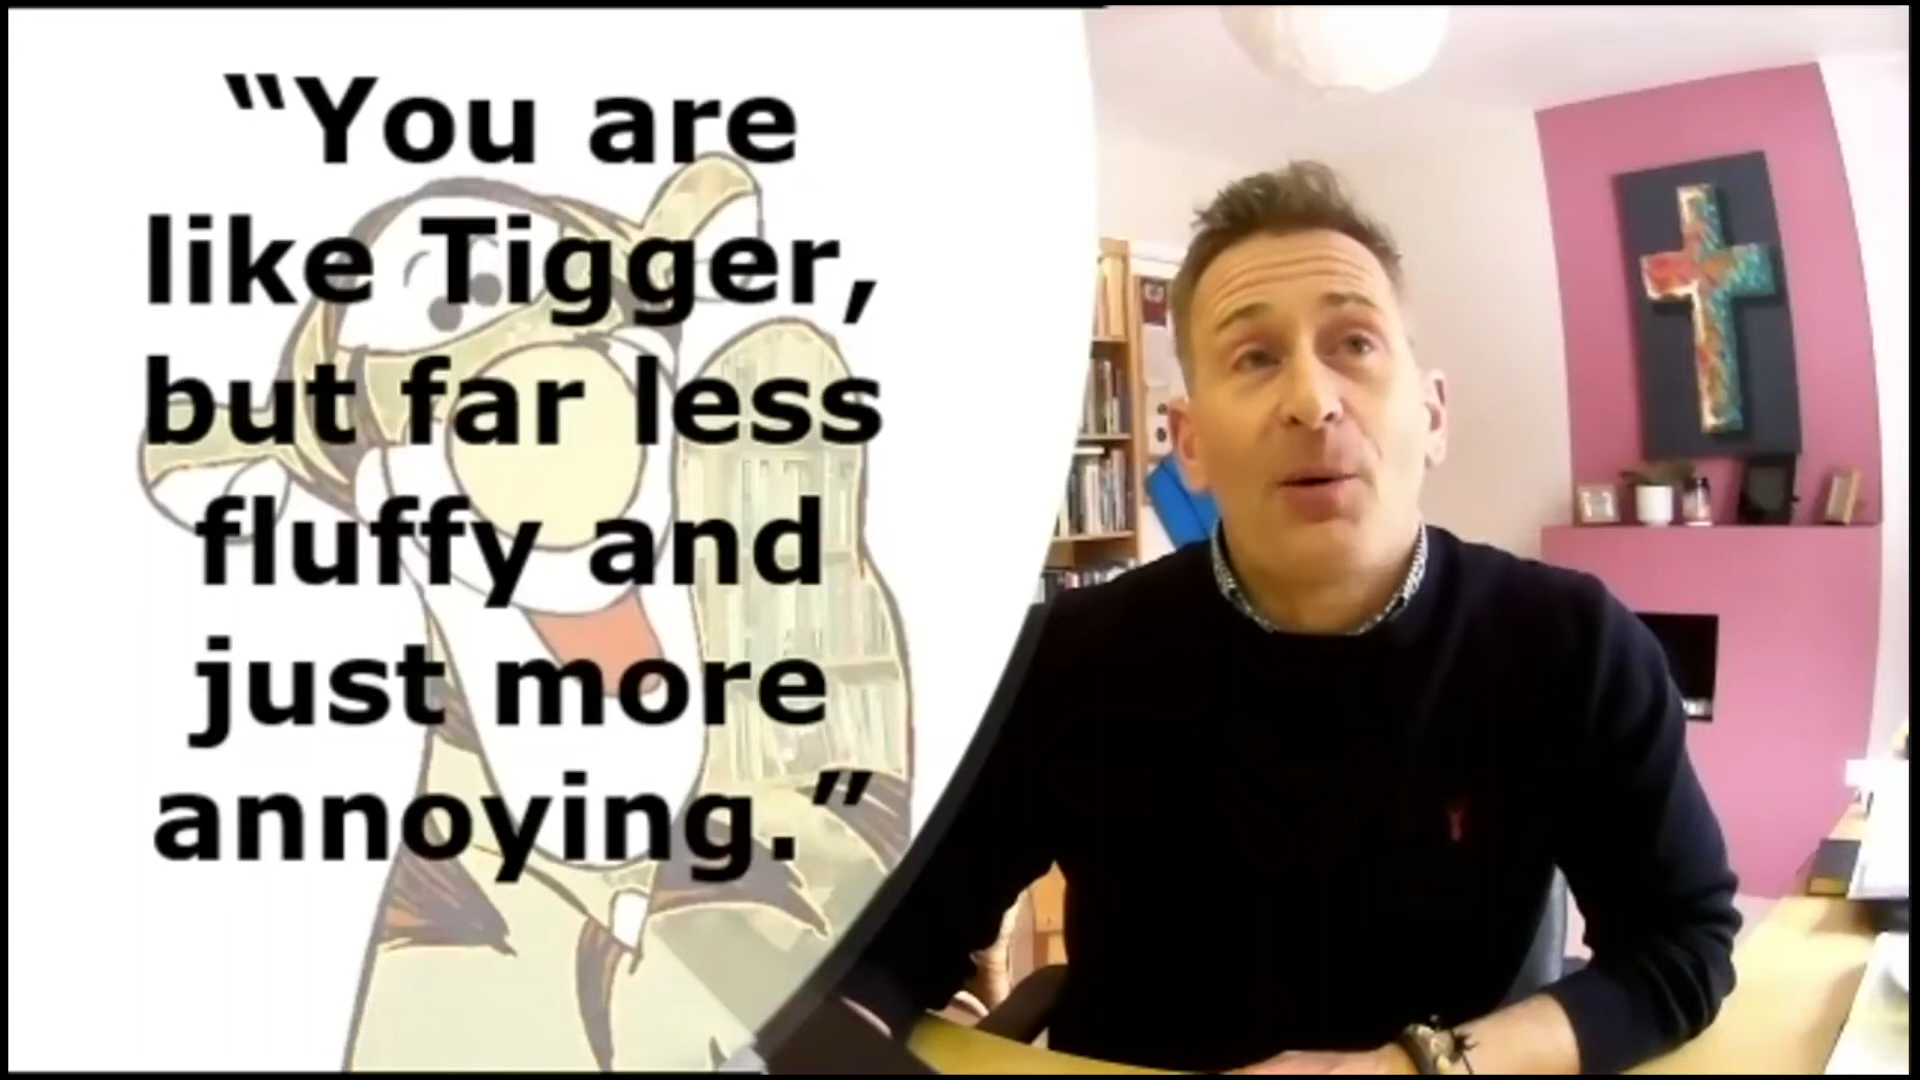 “You are
like Tigger,
but far less
fluffy and
just more
annoying.”